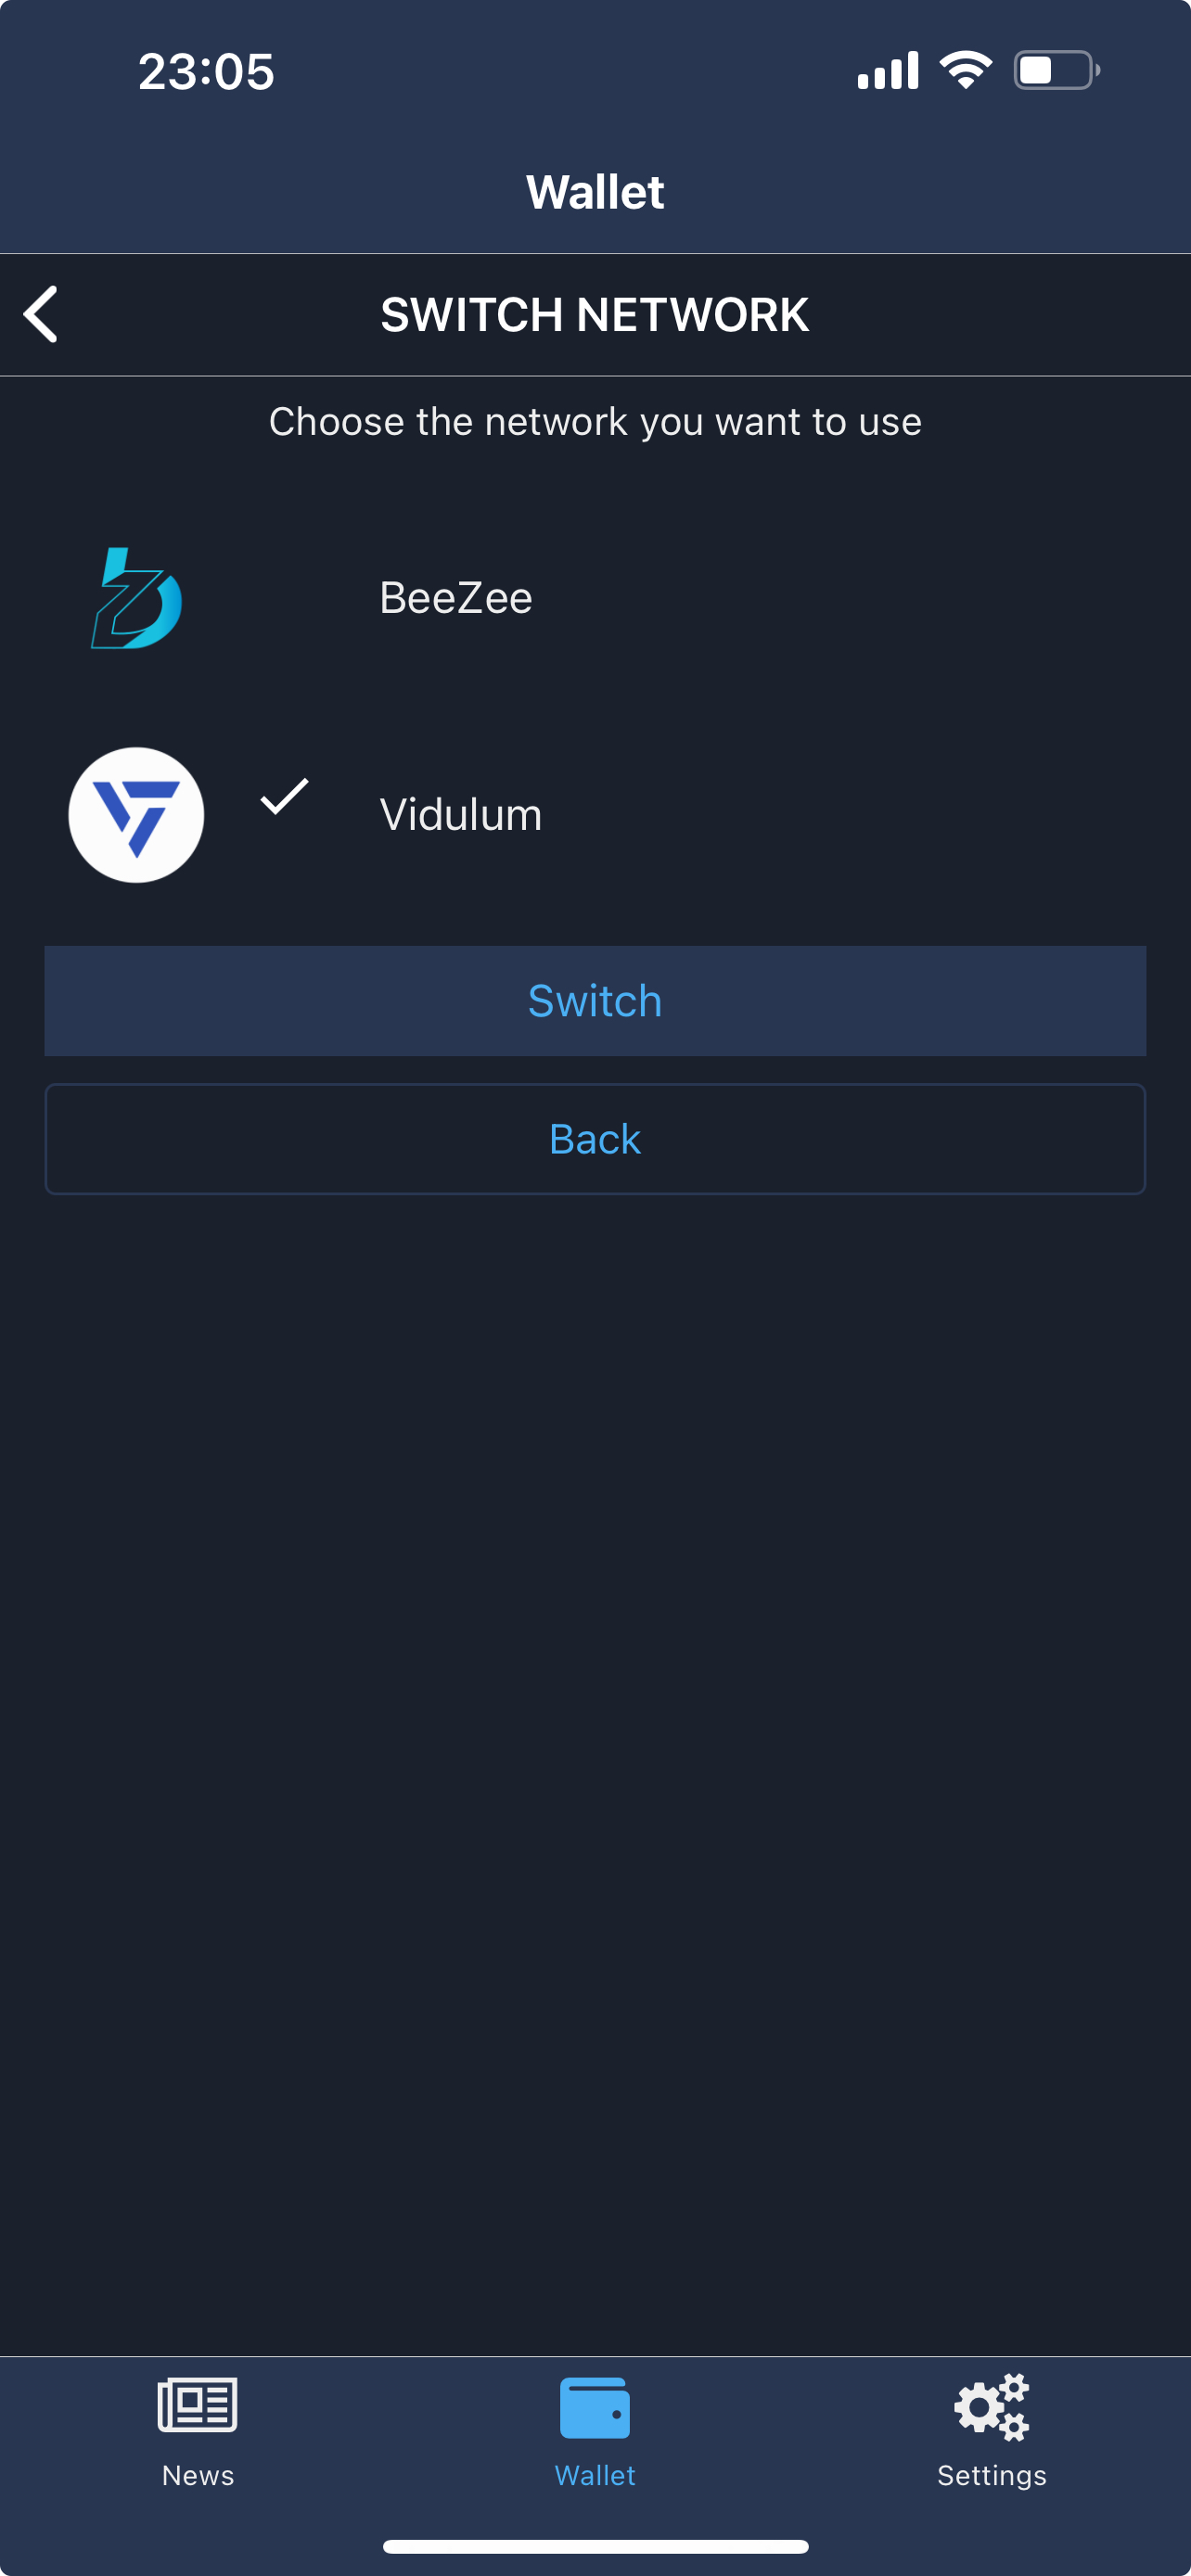 23:05
Wallet
SWITCH NETWORK
Choose the network you want to use
BeeZee
Vidulum
Switch
Back
News
Wallet
Settings